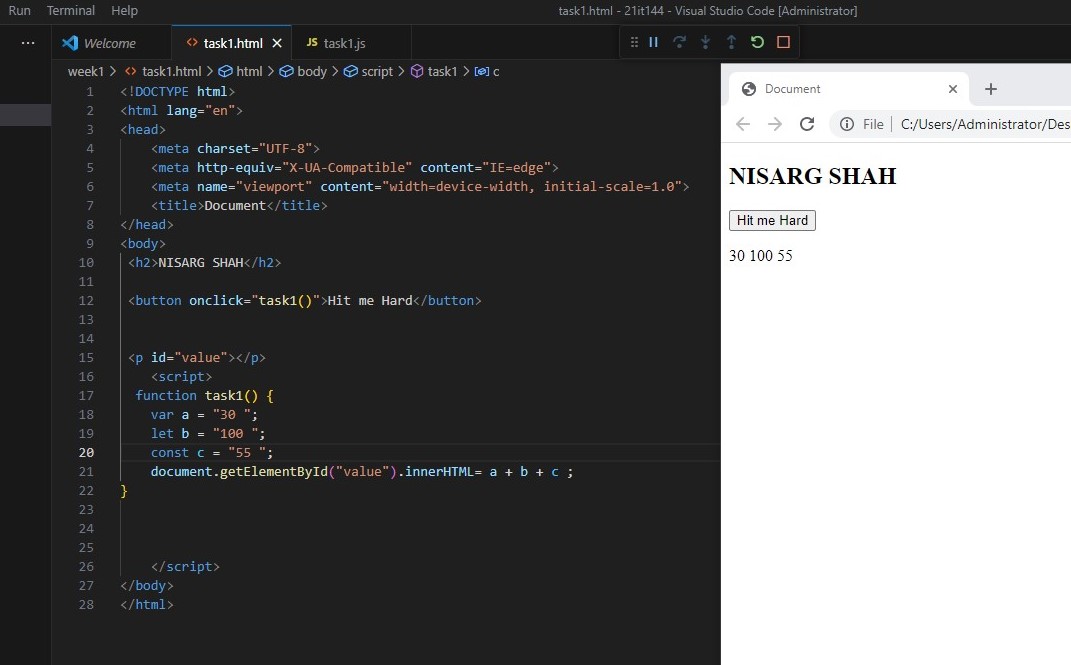 Run Terminal Help task1.html - 21it144 - Visual Studio Code [Administrator]
··· Welcome <> task1.html × JS task1.js
week1 > <> task1.html > html > body > script > task1 > c
1 <!DOCTYPE html>
2 <html lang="en">
3 <head>
4 <meta charset="UTF-8">
5 <meta http-equiv="X-UA-Compatible" content="IE=edge">
6 <meta name="viewport" content="width=device-width, initial-scale=1.0">
7 <title>Document</title>
8 </head>
9 <body>
10 <h2>NISARG SHAH</h2>
11
12 <button onclick="task1()">Hit me Hard</button>
13
14
15 <p id="value"></p>
16 <script>
17 function task1() {
18 var a = "30 ";
19 let b = "100 ";
20 const c = "55 ";
21 document.getElementById("value").innerHTML= a + b + c ;
22 }
23
24
25
26 </script>
27 </body>
28 </html>
Document × +
File | C:/Users/Administrator/Des
NISARG SHAH
Hit me Hard
30 100 55